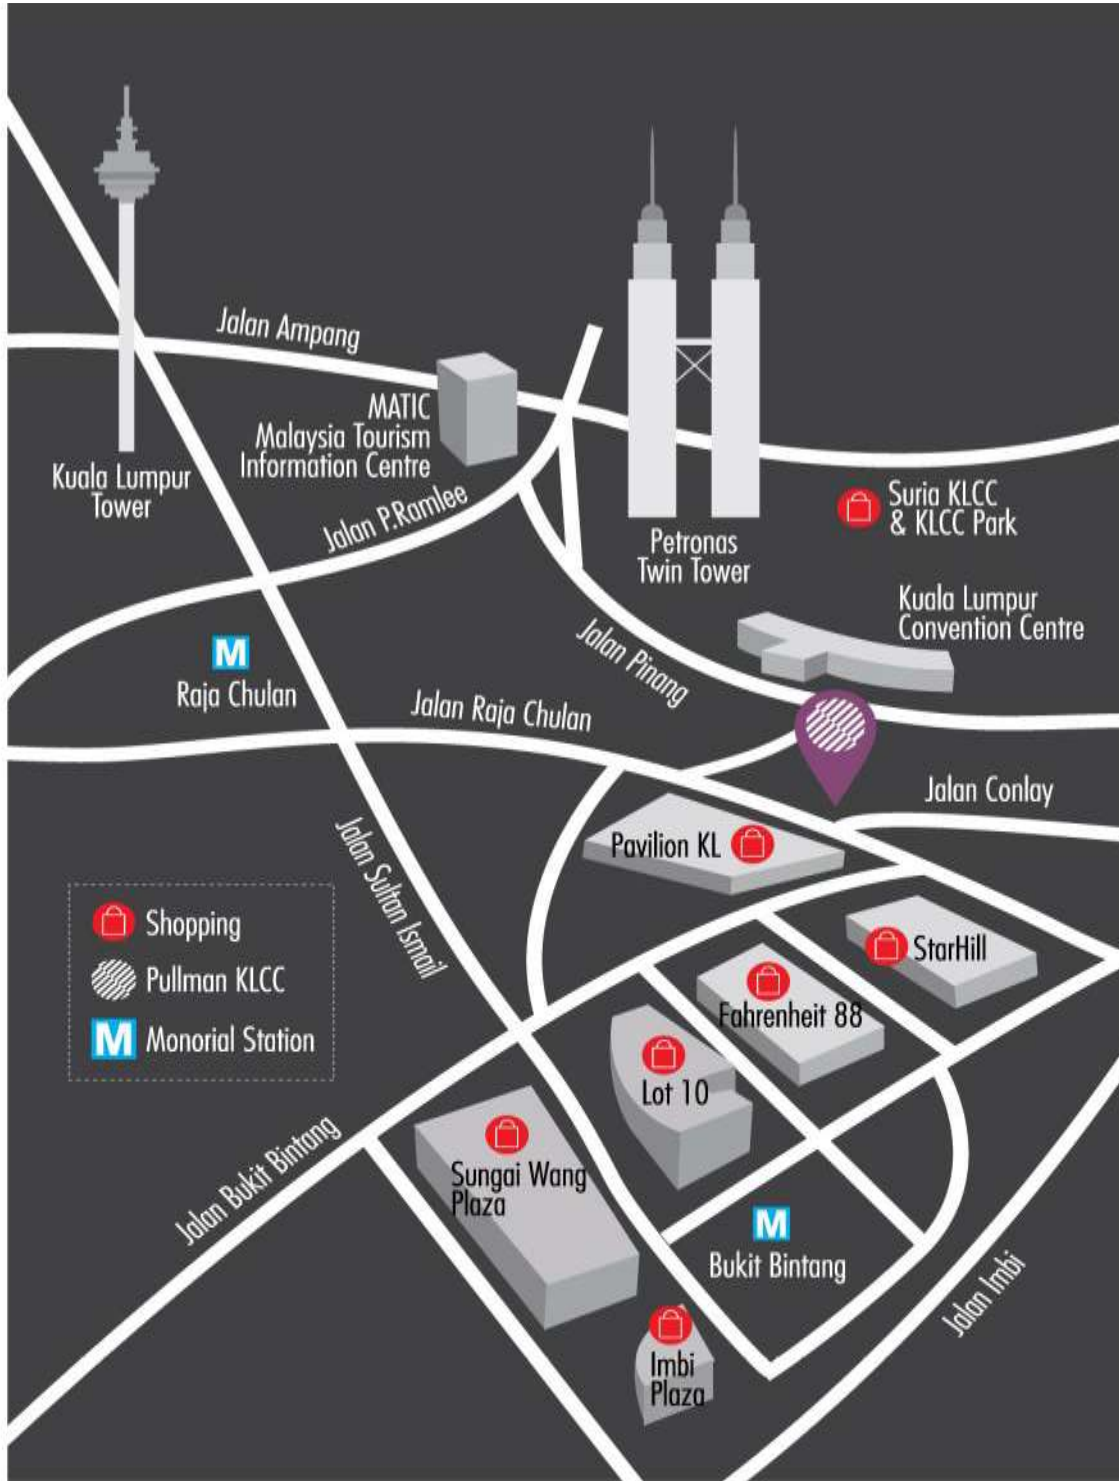 Jalan Ampang
MATIC
Malaysia Tourism
Information Centre
Kuala Lumpur
Tower
Jalan P.Ramlee
Suria KLCC
& KLCC Park
Petronas
Twin Tower
Kuala Lumpur
Convention Centre
Jalan Pinang
M
Raja Chulan
Jalan Raja Chulan
Jalan Conlay
Pavilion KL
Jalan Sultan Ismail
Shopping
Pullman KLCC
M Monorial Station
StarHill
Fahrenheit 88
Lot 10
Jalan Bukit Bintang
Sungai Wang
Plaza
M
Bukit Bintang
Jalan Imbi
Imbi
Plaza